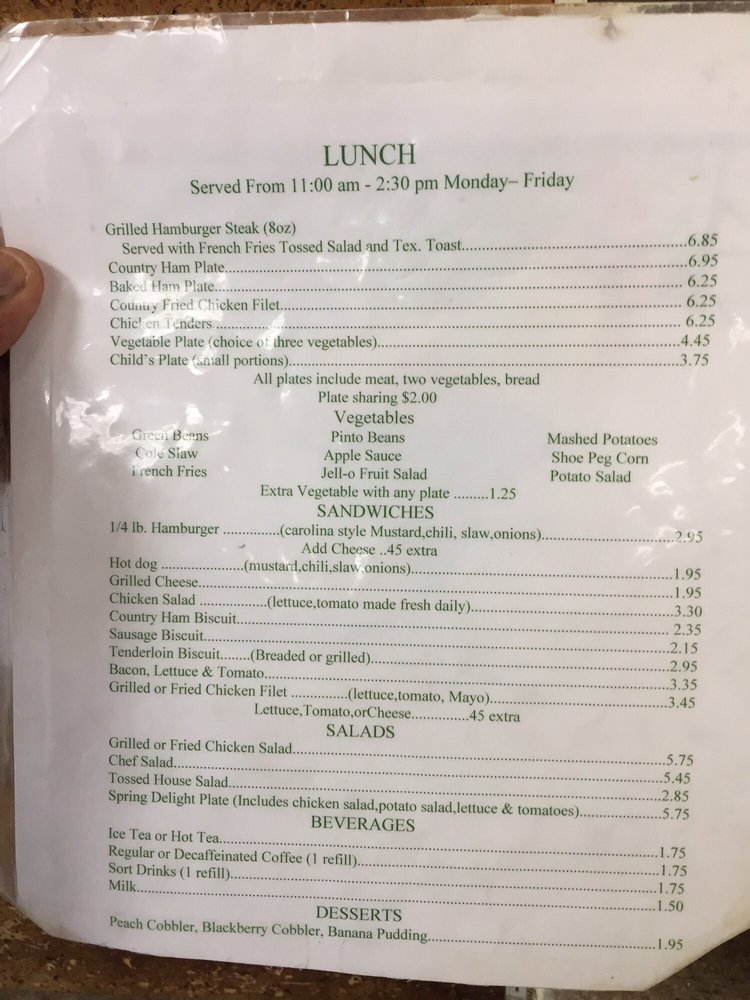 LUNCH
Served From 11:00 am - 2:30 pm Monday– Friday
Grilled Hamburger Steak (8oz)
Served with French Fries Tossed Salad and Tex. Toast..........6.85
Country Ham Plate..........6.95
Baked Ham Plate..........6.25
Country Fried Chicken Filet..........6.25
Chicken Tenders ..........6.25
Vegetable Plate (choice of three vegetables)..........4.45
Child's Plate (small portions)..........3.75
All plates include meat, two vegetables, bread
Plate sharing $2.00
Vegetables
Green Beans Pinto Beans Mashed Potatoes
Cole Slaw Apple Sauce Shoe Peg Corn
French Fries Jell-o Fruit Salad Potato Salad
Extra Vegetable with any plate .........1.25
SANDWICHES
1/4 lb. Hamburger ..............(carolina style Mustard,chili, slaw,onions)..........2.95
Add Cheese ..45 extra
Hot dog ....................(mustard,chili,slaw,onions)..........1.95
Grilled Cheese..........1.95
Chicken Salad .................(lettuce,tomato made fresh daily)..........3.30
Country Ham Biscuit..........2.35
Sausage Biscuit..........2.15
Tenderloin Biscuit........(Breaded or grilled)..........2.95
Bacon, Lettuce & Tomato..........3.35
Grilled or Fried Chicken Filet ..............(lettuce,tomato, Mayo)..........3.45
Lettuce,Tomato,orCheese..............45 extra
SALADS
Grilled or Fried Chicken Salad..........5.75
Chef Salad..........5.45
Tossed House Salad..........2.85
Spring Delight Plate (Includes chicken salad,potato salad,lettuce & tomatoes)..........5.75
BEVERAGES
Ice Tea or Hot Tea..........1.75
Regular or Decaffeinated Coffee (1 refill)..........1.75
Sort Drinks (1 refill)..........1.75
Milk..........1.50
DESSERTS
Peach Cobbler, Blackberry Cobbler, Banana Pudding..........1.95